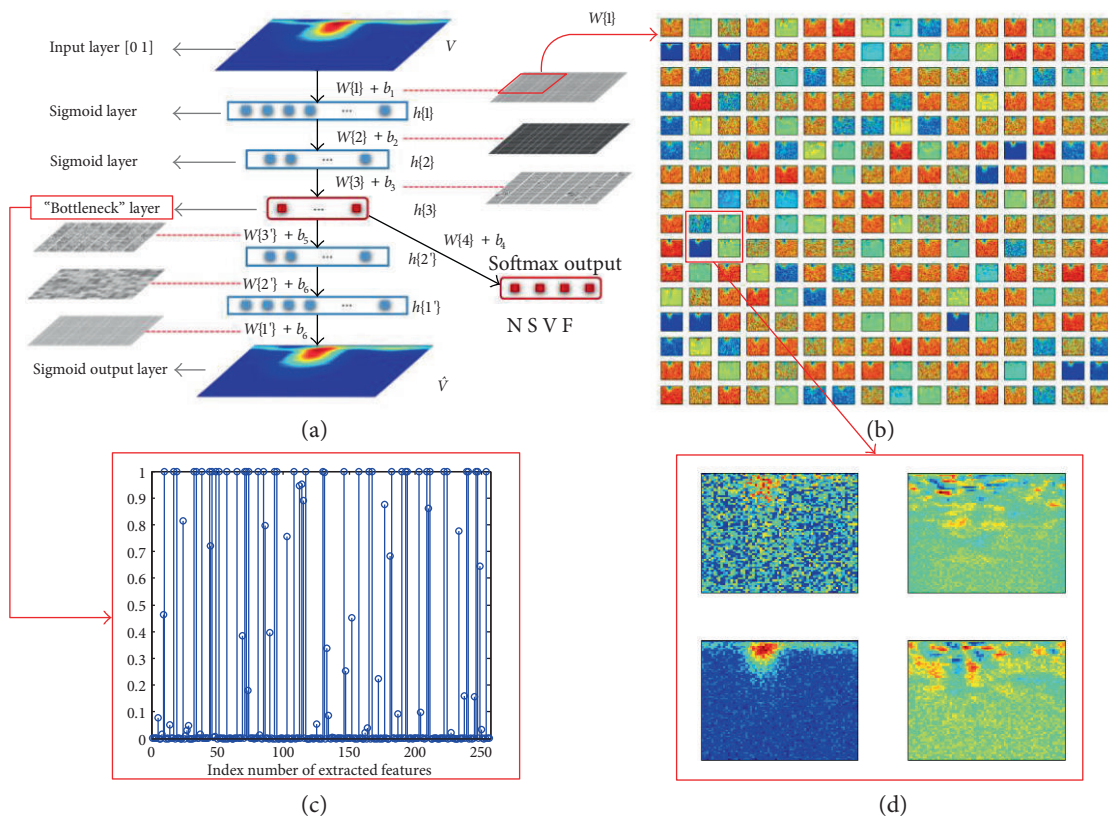 Input layer [0 1]
V
W{1}
W{1} + b1
Sigmoid layer
h{1}
W{2} + b2
Sigmoid layer
h{2}
W{3} + b3
"Bottleneck" layer
h{3}
W{3'} + b5
W{4} + b4
h{2'}
Softmax output
W{2'} + b6
h{1'}
N S V F
W{1'} + b6
Sigmoid output layer
V̂
(a)
(b)
1
0.9
0.8
0.7
0.6
0.5
0.4
0.3
0.2
0.1
0
0 50 100 150 200 250
Index number of extracted features
(c)
(d)